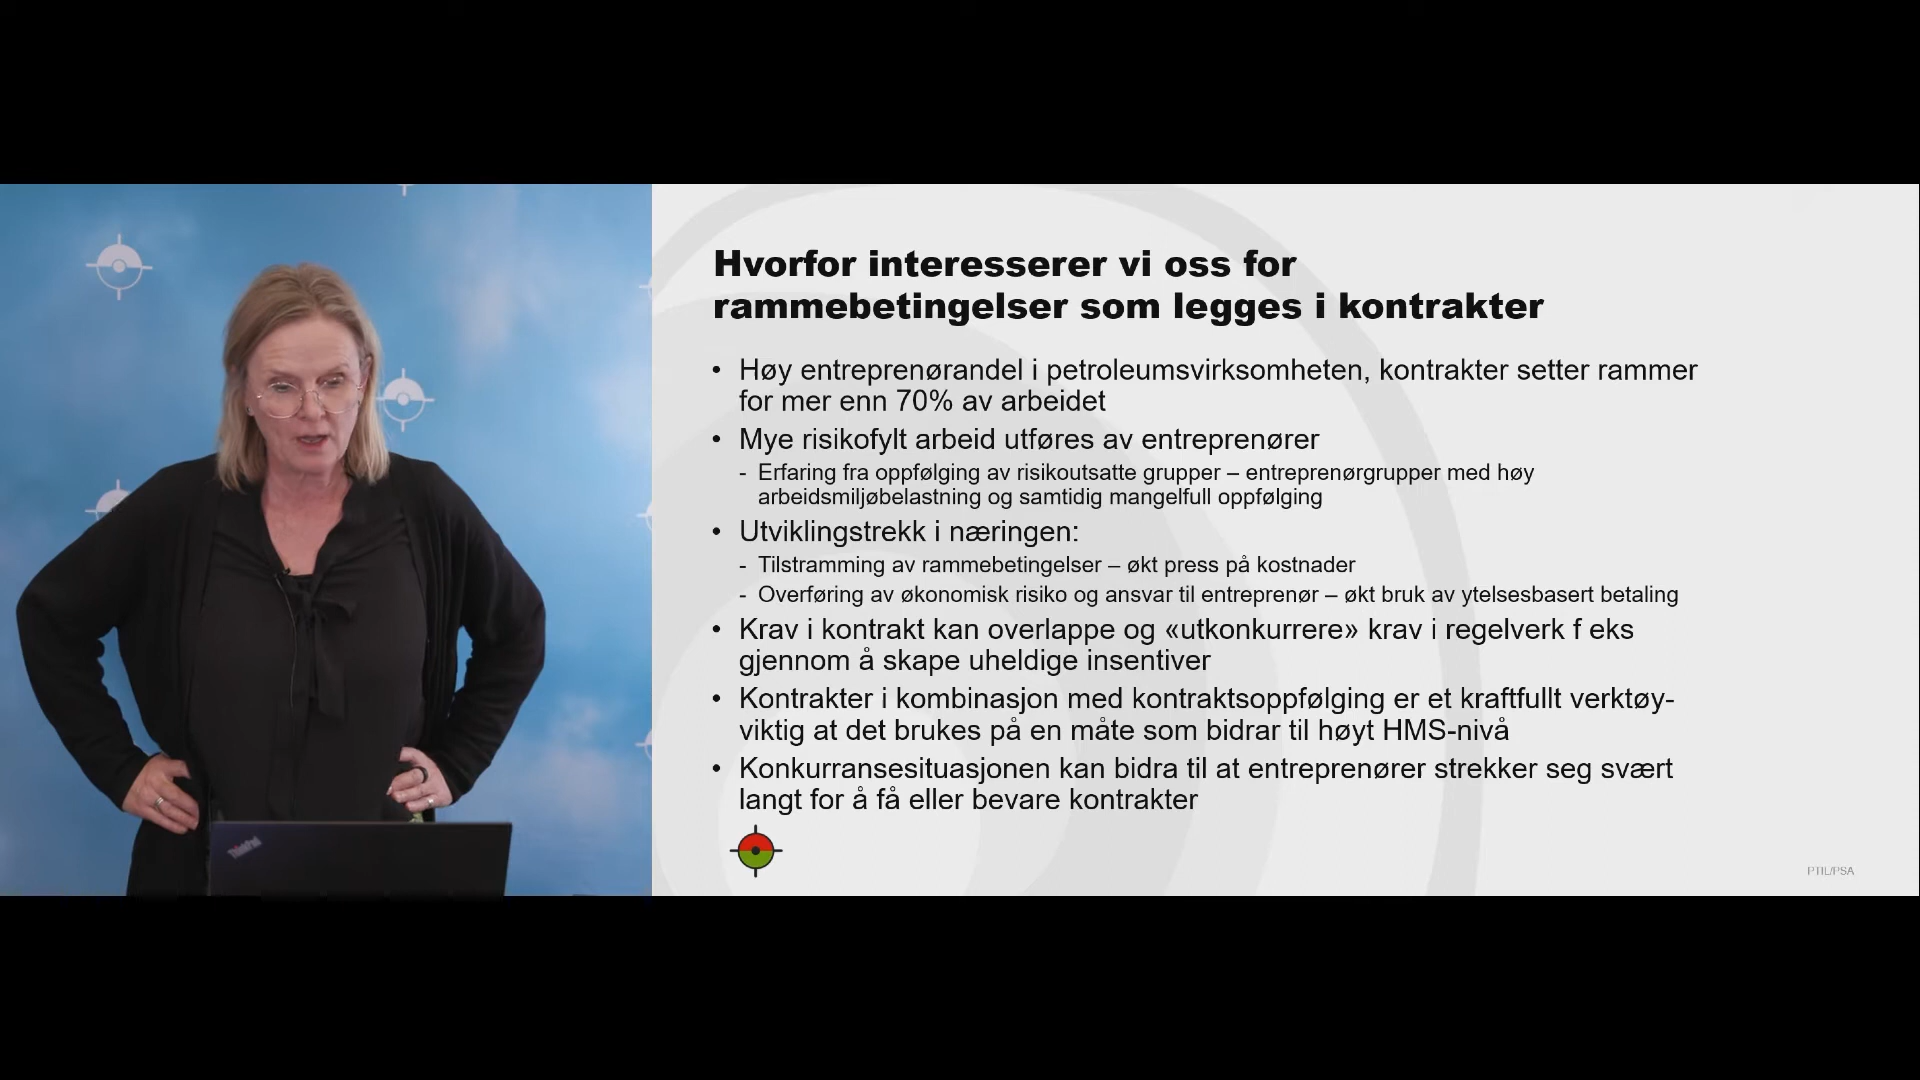 Hvorfor interesserer vi oss for
rammebetingelser som legges i kontrakter
• Høy entreprenørandel i petroleumsvirksomheten, kontrakter setter rammer
for mer enn 70% av arbeidet
• Mye risikofylt arbeid utføres av entreprenører
- Erfaring fra oppfølging av risikoutsatte grupper – entreprenørgrupper med høy
arbeidsmiljøbelastning og samtidig mangelfull oppfølging
• Utviklingstrekk i næringen:
- Tilstramming av rammebetingelser – økt press på kostnader
- Overføring av økonomisk risiko og ansvar til entreprenør – økt bruk av ytelsesbasert betaling
• Krav i kontrakt kan overlappe og «utkonkurrere» krav i regelverk f eks
gjennom å skape uheldige insentiver
• Kontrakter i kombinasjon med kontraktsoppfølging er et kraftfullt verktøy-
viktig at det brukes på en måte som bidrar til høyt HMS-nivå
• Konkurransesituasjonen kan bidra til at entreprenører strekker seg svært
langt for å få eller bevare kontrakter
PTIL/PSA
ThinkPad